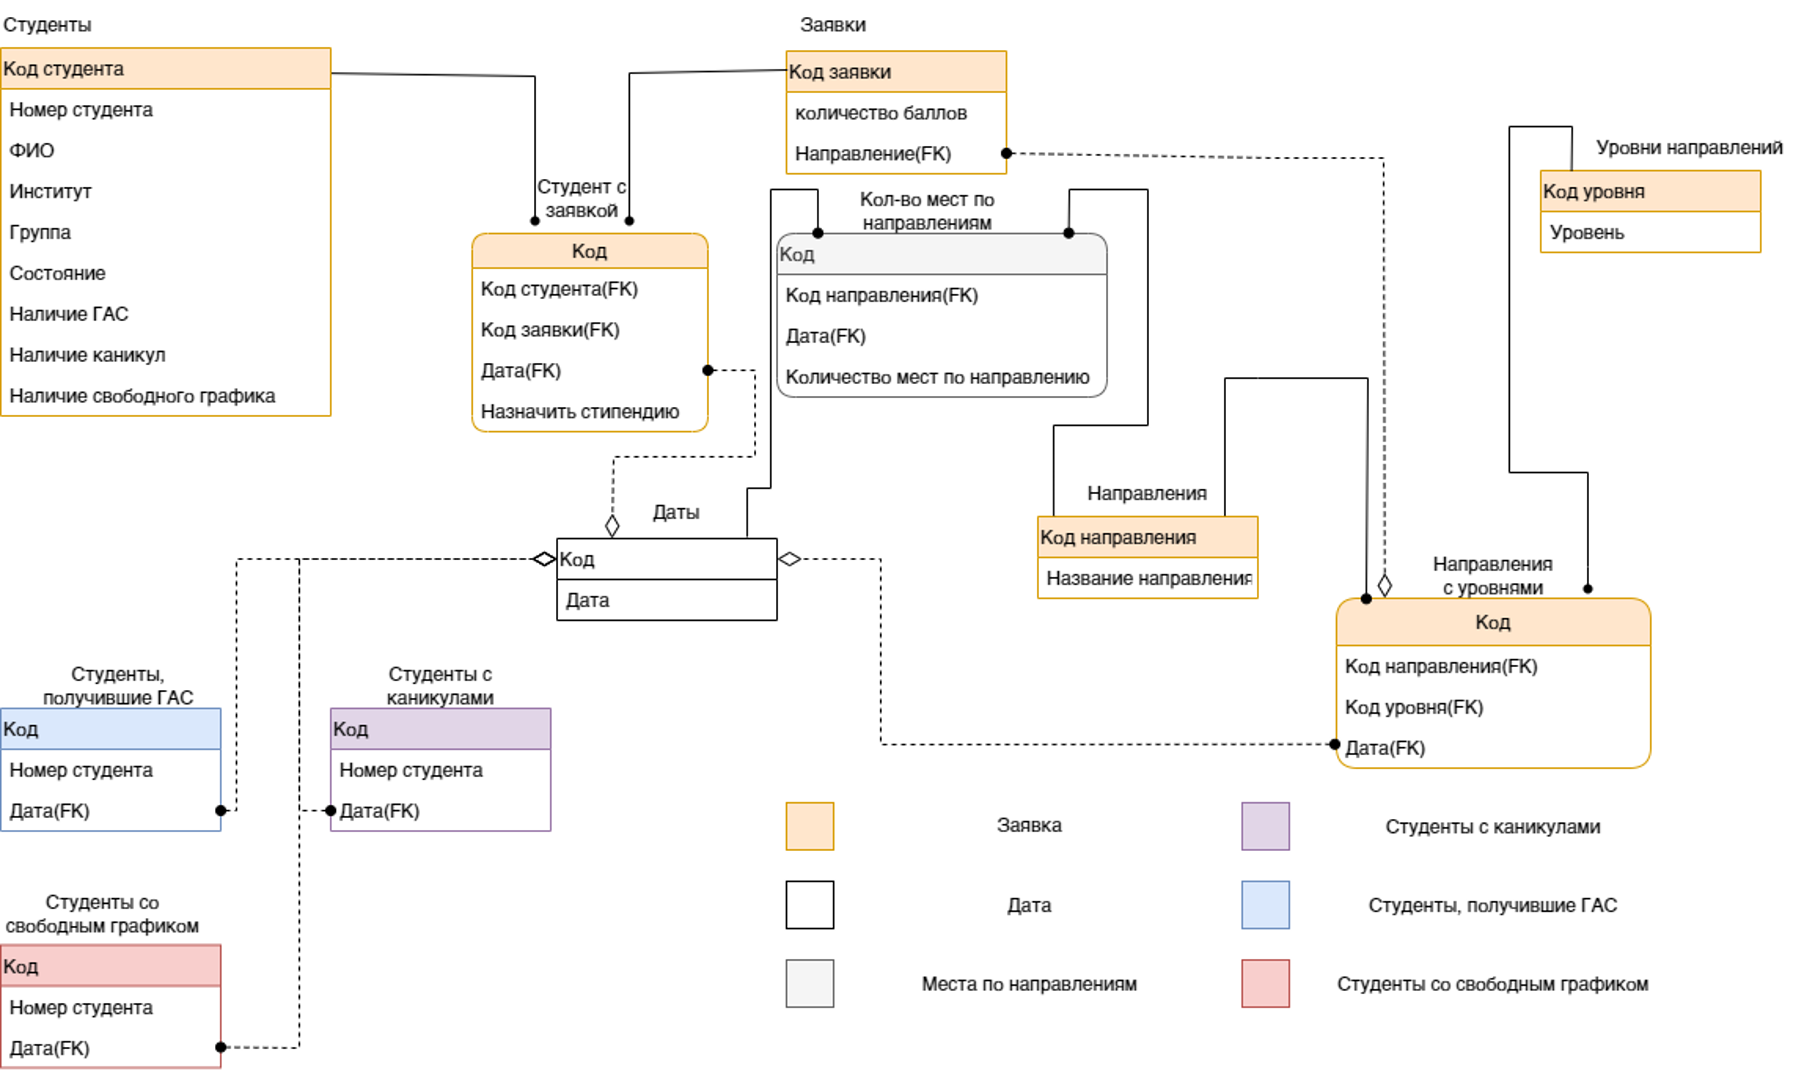 Студенты
Код студента
Номер студента
ФИО
Институт
Группа
Состояние
Наличие ГАС
Наличие каникул
Наличие свободного графика
Заявки
Код заявки
количество баллов
Направление(FK)
Студент с
заявкой
Код
Код студента(FK)
Код заявки(FK)
Дата(FK)
Назначить стипендию
Кол-во мест по
направлениям
Код
Код направления(FK)
Дата(FK)
Количество мест по направлению
Уровни направлений
Код уровня
Уровень
Даты
Код
Дата
Направления
Код направления
Название направления
Направления
с уровнями
Код
Код направления(FK)
Код уровня(FK)
Дата(FK)
Студенты,
получившие ГАС
Код
Номер студента
Дата(FK)
Студенты с
каникулами
Код
Номер студента
Дата(FK)
Студенты со
свободным графиком
Код
Номер студента
Дата(FK)
Заявка
Студенты с каникулами
Дата
Студенты, получившие ГАС
Места по направлениям
Студенты со свободным графиком